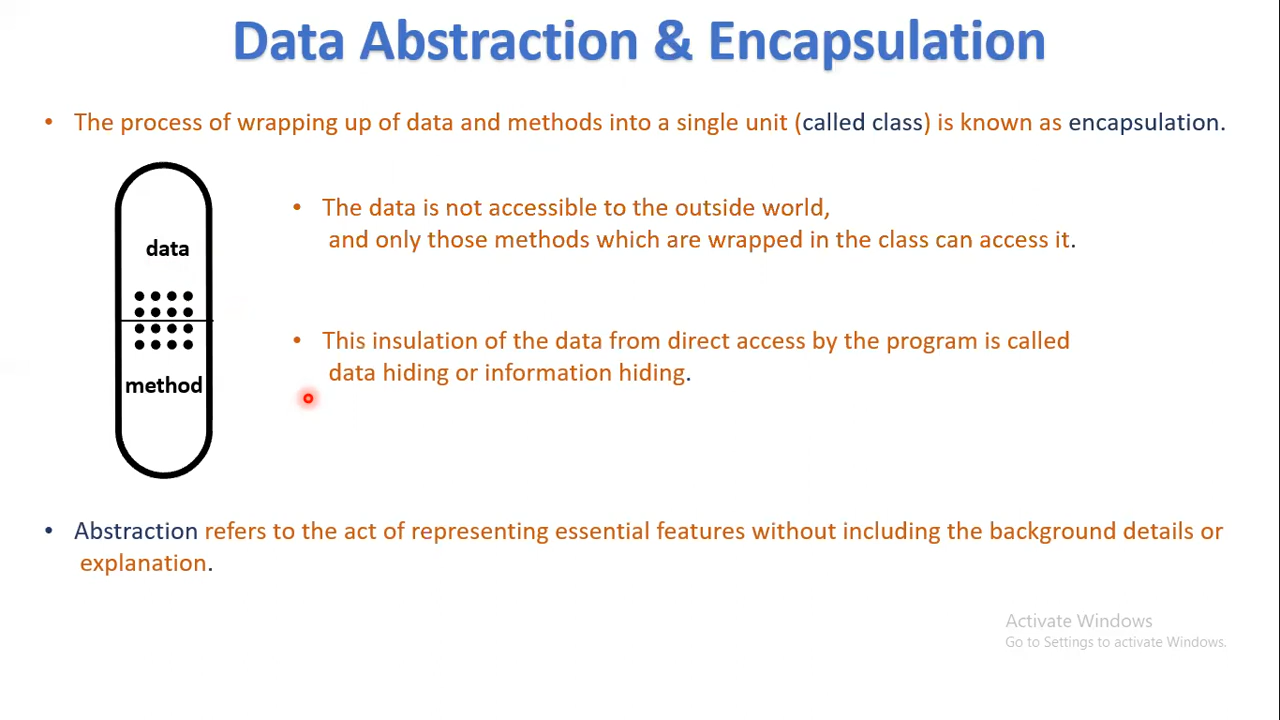 Data Abstraction & Encapsulation
• The process of wrapping up of data and methods into a single unit (called class) is known as encapsulation.
data
method
• The data is not accessible to the outside world,
and only those methods which are wrapped in the class can access it.
• This insulation of the data from direct access by the program is called
data hiding or information hiding.
• Abstraction refers to the act of representing essential features without including the background details or
explanation.
Activate Windows
Go to Settings to activate Windows.